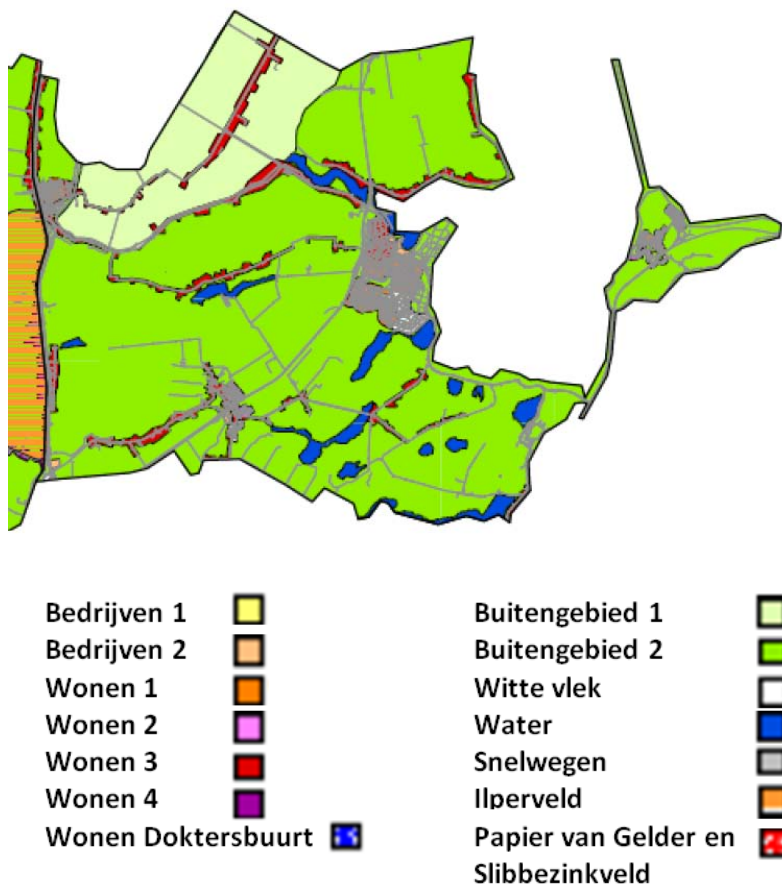 Bedrijven 1
Bedrijven 2
Wonen 1
Wonen 2
Wonen 3
Wonen 4
Wonen Doktersbuurt
Buitengebied 1
Buitengebied 2
Witte vlek
Water
Snelwegen
Ilperveld
Papier van Gelder en
Slibbezinkveld